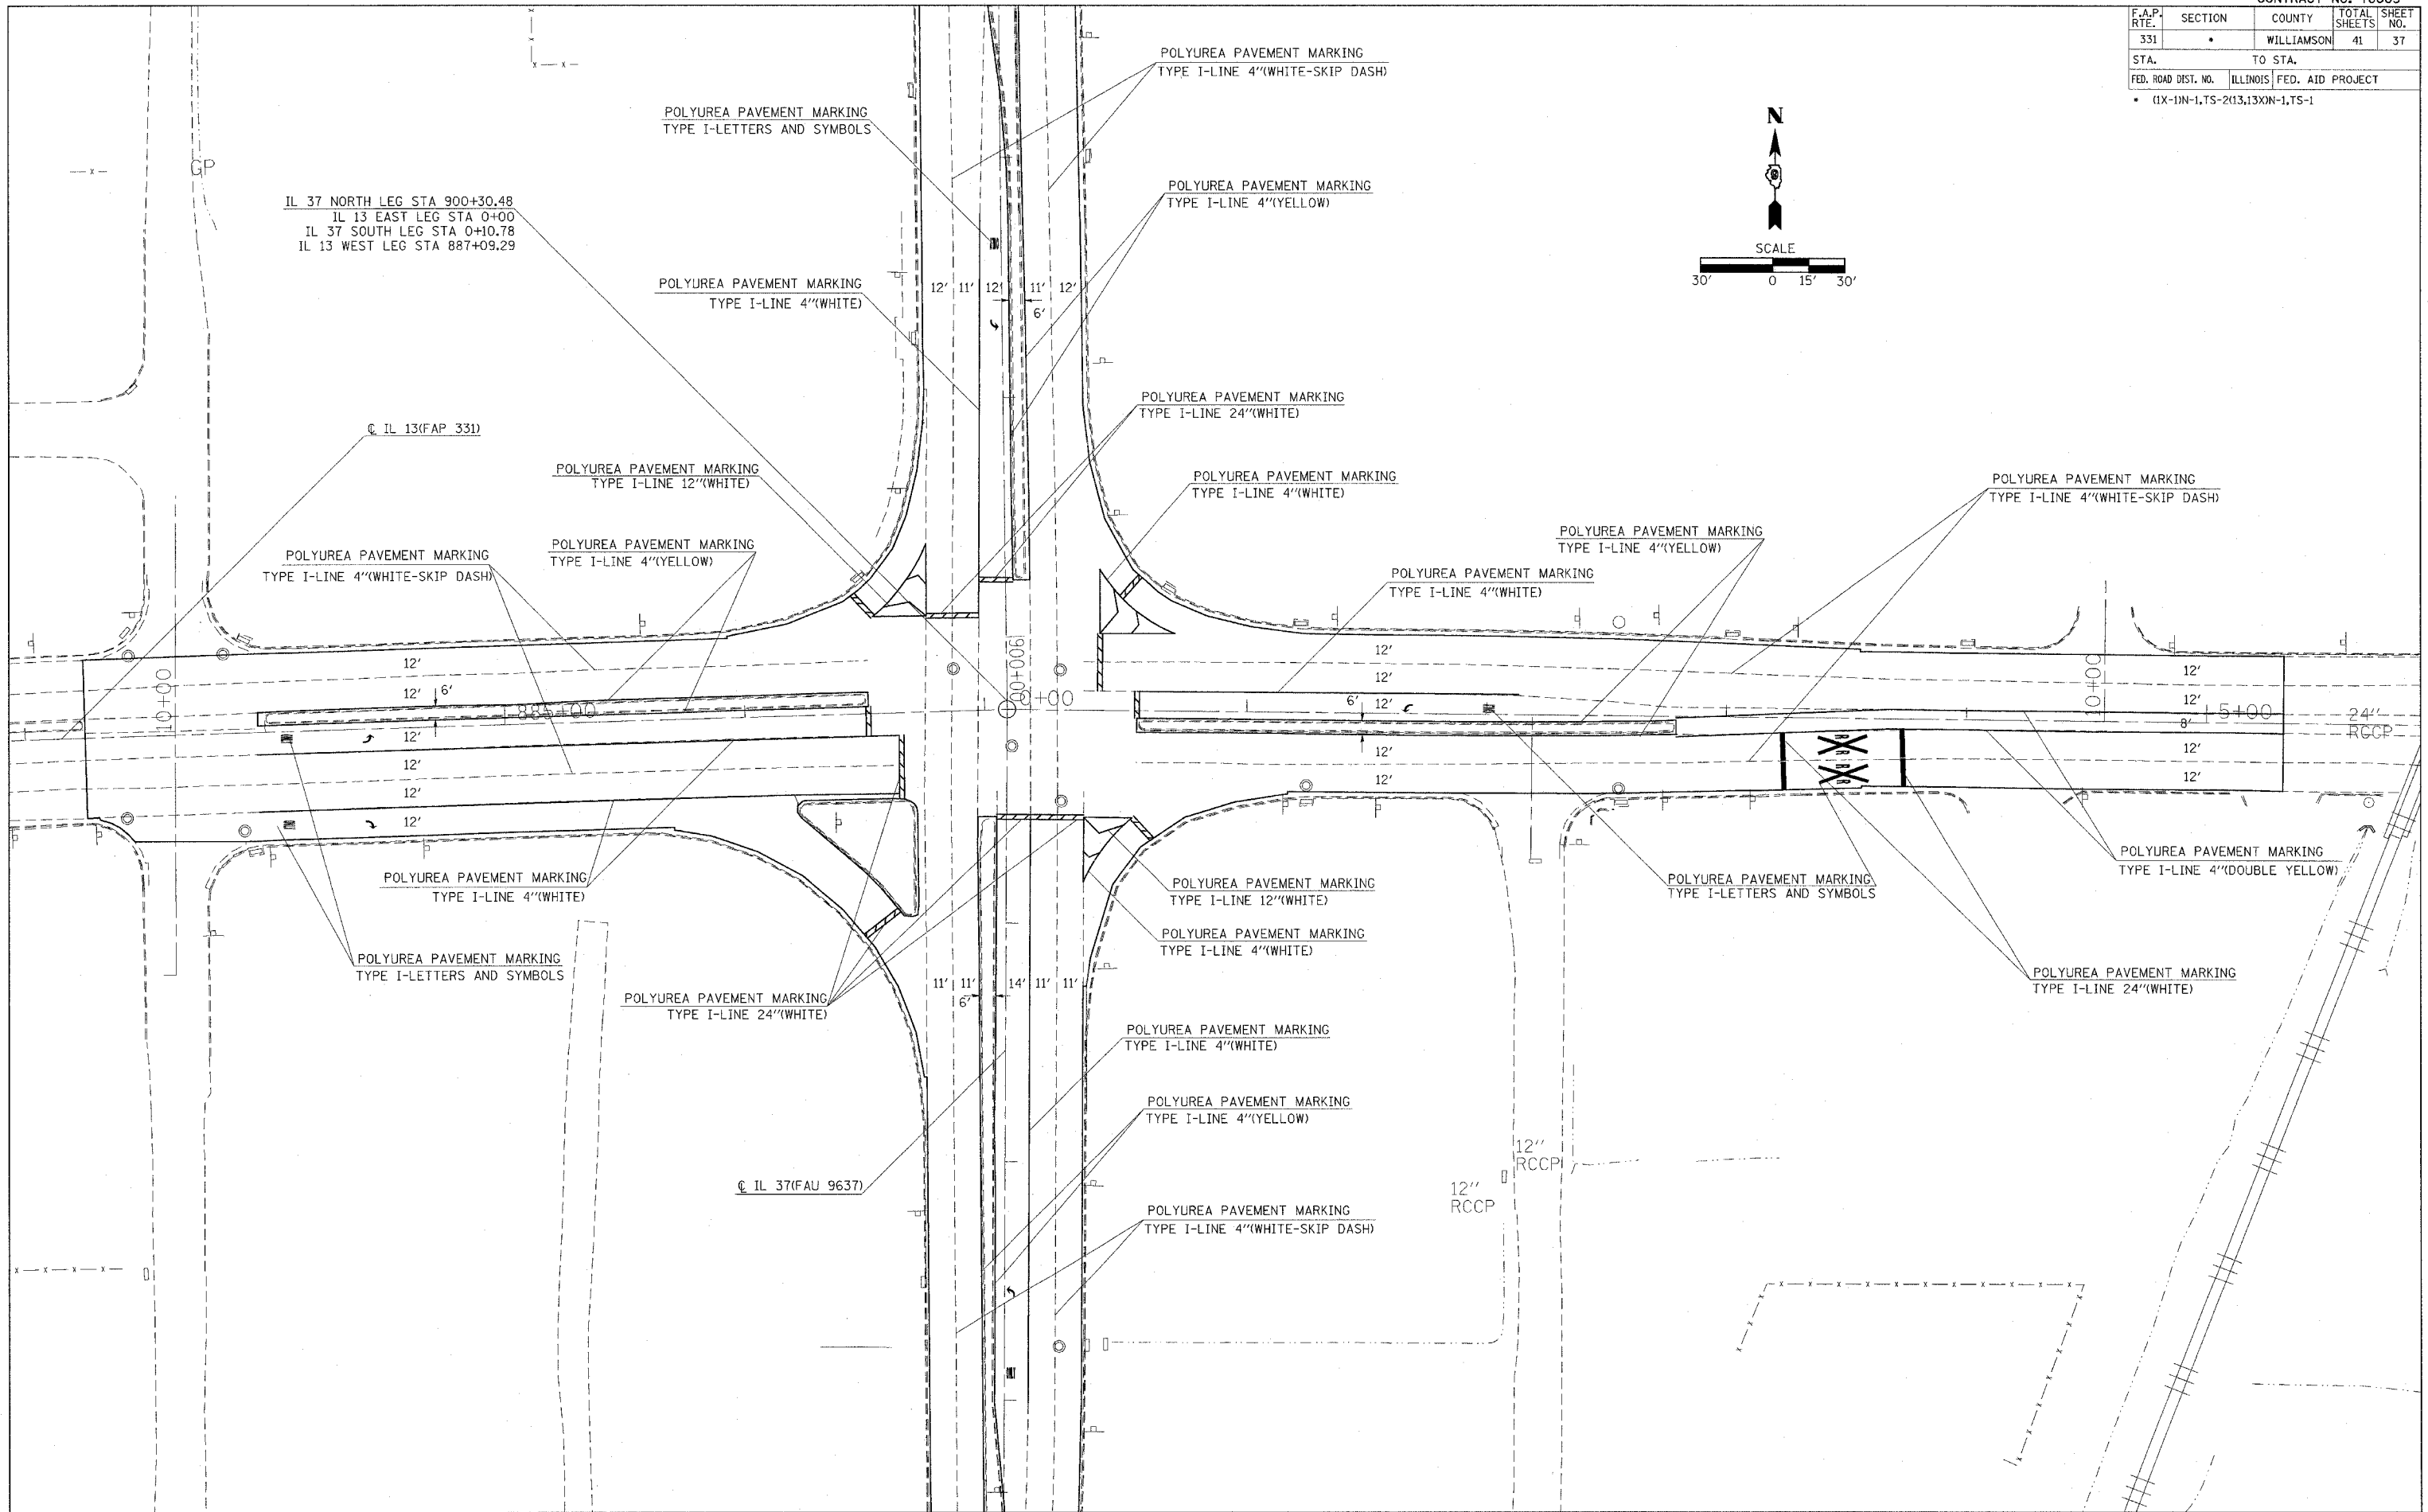 F.A.P. RTE. SECTION COUNTY TOTAL SHEETS SHEET NO.
331 * WILLIAMSON 41 37
STA. TO STA.
FED. ROAD DIST. NO. ILLINOIS FED. AID PROJECT
* (1X-1)N-1,TS-2(13,13X)N-1,TS-1
N
SCALE
30' 0 15' 30'
POLYUREA PAVEMENT MARKING
TYPE I-LINE 4"(WHITE-SKIP DASH)
POLYUREA PAVEMENT MARKING
TYPE I-LETTERS AND SYMBOLS
GP
POLYUREA PAVEMENT MARKING
TYPE I-LINE 4"(YELLOW)
IL 37 NORTH LEG STA 900+30.48
IL 13 EAST LEG STA 0+00
IL 37 SOUTH LEG STA 0+10.78
IL 13 WEST LEG STA 887+09.29
POLYUREA PAVEMENT MARKING
TYPE I-LINE 4"(WHITE)
12' 11' 12' 11' 12'
6'
POLYUREA PAVEMENT MARKING
TYPE I-LINE 24"(WHITE)
℄ IL 13(FAP 331)
POLYUREA PAVEMENT MARKING
TYPE I-LINE 12"(WHITE)
POLYUREA PAVEMENT MARKING
TYPE I-LINE 4"(WHITE)
POLYUREA PAVEMENT MARKING
TYPE I-LINE 4"(WHITE-SKIP DASH)
POLYUREA PAVEMENT MARKING
TYPE I-LINE 4"(WHITE-SKIP DASH)
POLYUREA PAVEMENT MARKING
TYPE I-LINE 4"(YELLOW)
POLYUREA PAVEMENT MARKING
TYPE I-LINE 4"(YELLOW)
POLYUREA PAVEMENT MARKING
TYPE I-LINE 4"(WHITE)
12'
12'
6'
12'
12'
12'
12'
10+00
885+00
900+00
0+00
12'
12'
6'
12'
12'
12'
10+00
12'
12'
5+00
8'
12'
12'
24"
RCCP
R R
R R
POLYUREA PAVEMENT MARKING
TYPE I-LINE 4"(WHITE)
POLYUREA PAVEMENT MARKING
TYPE I-LINE 12"(WHITE)
POLYUREA PAVEMENT MARKING
TYPE I-LETTERS AND SYMBOLS
POLYUREA PAVEMENT MARKING
TYPE I-LINE 4"(DOUBLE YELLOW)
POLYUREA PAVEMENT MARKING
TYPE I-LINE 4"(WHITE)
POLYUREA PAVEMENT MARKING
TYPE I-LETTERS AND SYMBOLS
POLYUREA PAVEMENT MARKING
TYPE I-LINE 24"(WHITE)
POLYUREA PAVEMENT MARKING
TYPE I-LINE 24"(WHITE)
11' 11' 14' 11' 11'
6'
POLYUREA PAVEMENT MARKING
TYPE I-LINE 4"(WHITE)
POLYUREA PAVEMENT MARKING
TYPE I-LINE 4"(YELLOW)
℄ IL 37(FAU 9637)
12"
RCCP
12"
RCCP
POLYUREA PAVEMENT MARKING
TYPE I-LINE 4"(WHITE-SKIP DASH)